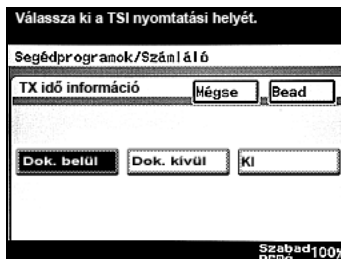 Válassza ki a TSI nyomtatási helyét.
Segédprogramok/Számláló
TX idő információ
Mégse
Bead
Dok. belül
Dok. kívül
KI
Szabad 100%